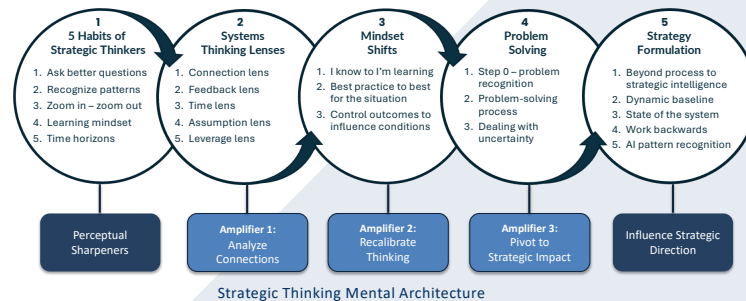 1
5 Habits of
Strategic Thinkers
1. Ask better questions
2. Recognize patterns
3. Zoom in – zoom out
4. Learning mindset
5. Time horizons
2
Systems
Thinking Lenses
1. Connection lens
2. Feedback lens
3. Time lens
4. Assumption lens
5. Leverage lens
3
Mindset
Shifts
1. I know to I'm learning
2. Best practice to best
for the situation
3. Control outcomes to
influence conditions
4
Problem
Solving
1. Step 0 – problem
recognition
2. Problem-solving
process
3. Dealing with
uncertainty
5
Strategy
Formulation
1. Beyond process to
strategic intelligence
2. Dynamic baseline
3. State of the system
4. Work backwards
5. AI pattern recognition
Perceptual
Sharpeners
Amplifier 1:
Analyze
Connections
Amplifier 2:
Recalibrate
Thinking
Amplifier 3:
Pivot to
Strategic Impact
Influence Strategic
Direction
Strategic Thinking Mental Architecture